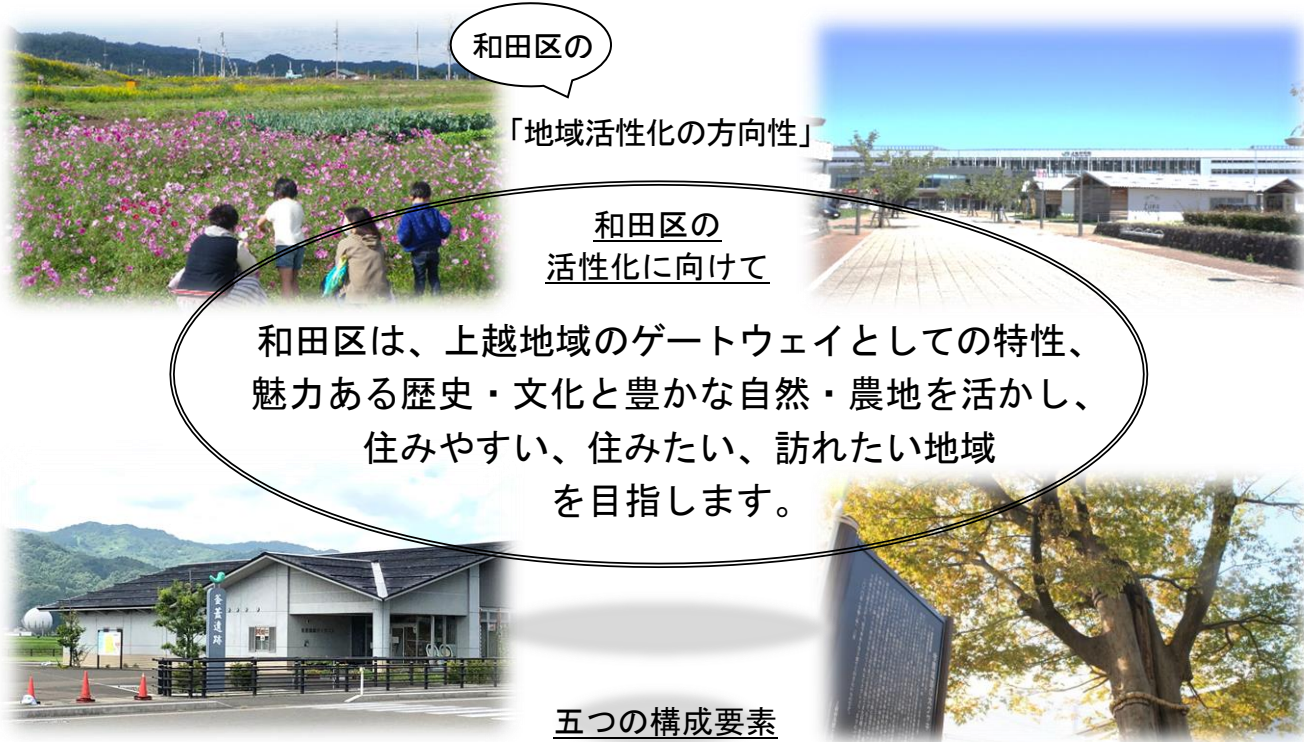 和田区の
「地域活性化の方向性」
和田区の
活性化に向けて
和田区は、上越地域のゲートウェイとしての特性、
魅力ある歴史・文化と豊かな自然・農地を活かし、
住みやすい、住みたい、訪れたい地域
を目指します。
釜蓋遺跡
五つの構成要素